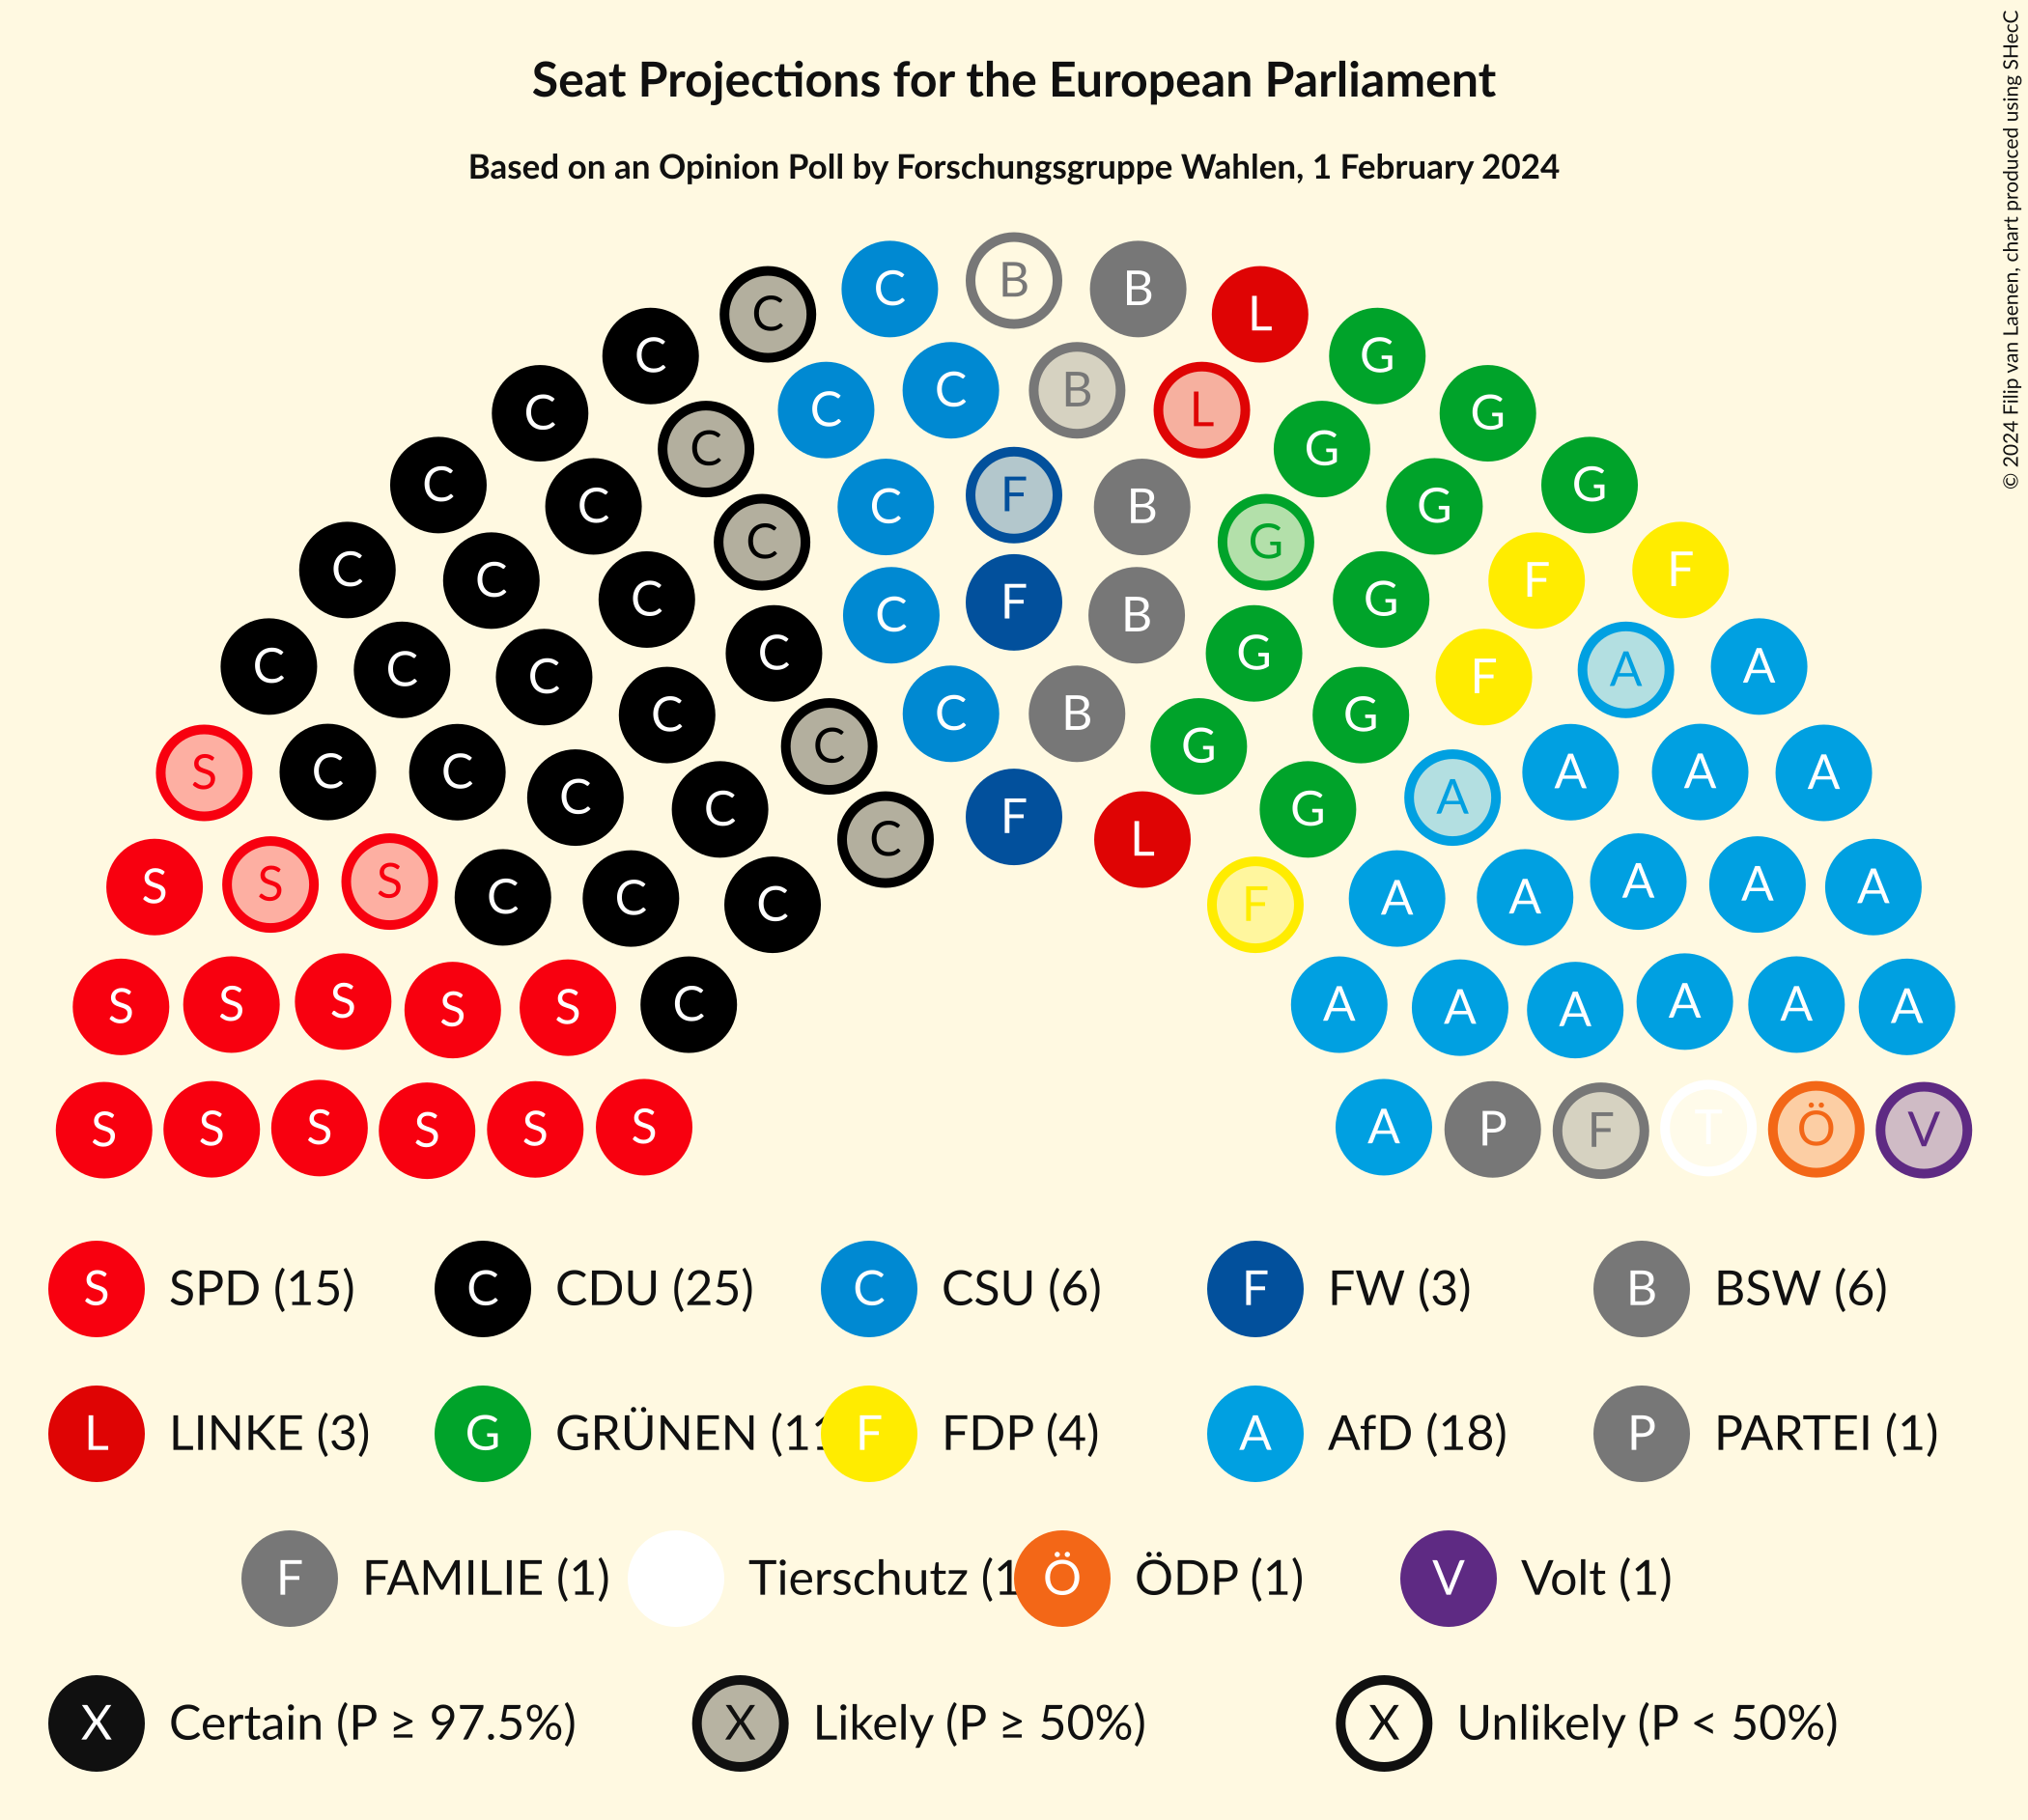 Seat Projections for the European Parliament
Based on an Opinion Poll by Forschungsgruppe Wahlen, 1 February 2024
© 2024 Filip van Laenen, chart produced using SHecC
C B B
C L
C G
C C C B L G
C G
C C C F B G G
C G
C C C C F B G F F
C C C C G F A A
C C C B G G
S C C C C F G A A A A
C L
S S S C C C F A A A A A
S S S S S C A A A A A A
S S S S S S A P F T Ö V
S SPD (15) C CDU (25) C CSU (6) F FW (3) B BSW (6)
L LINKE (3) G GRÜNEN (11 F FDP (4) A AfD (18) P PARTEI (1)
F FAMILIE (1) Tierschutz (1 Ö ÖDP (1) V Volt (1)
X Certain (P ≥ 97.5%) X Likely (P ≥ 50%) X Unlikely (P < 50%)